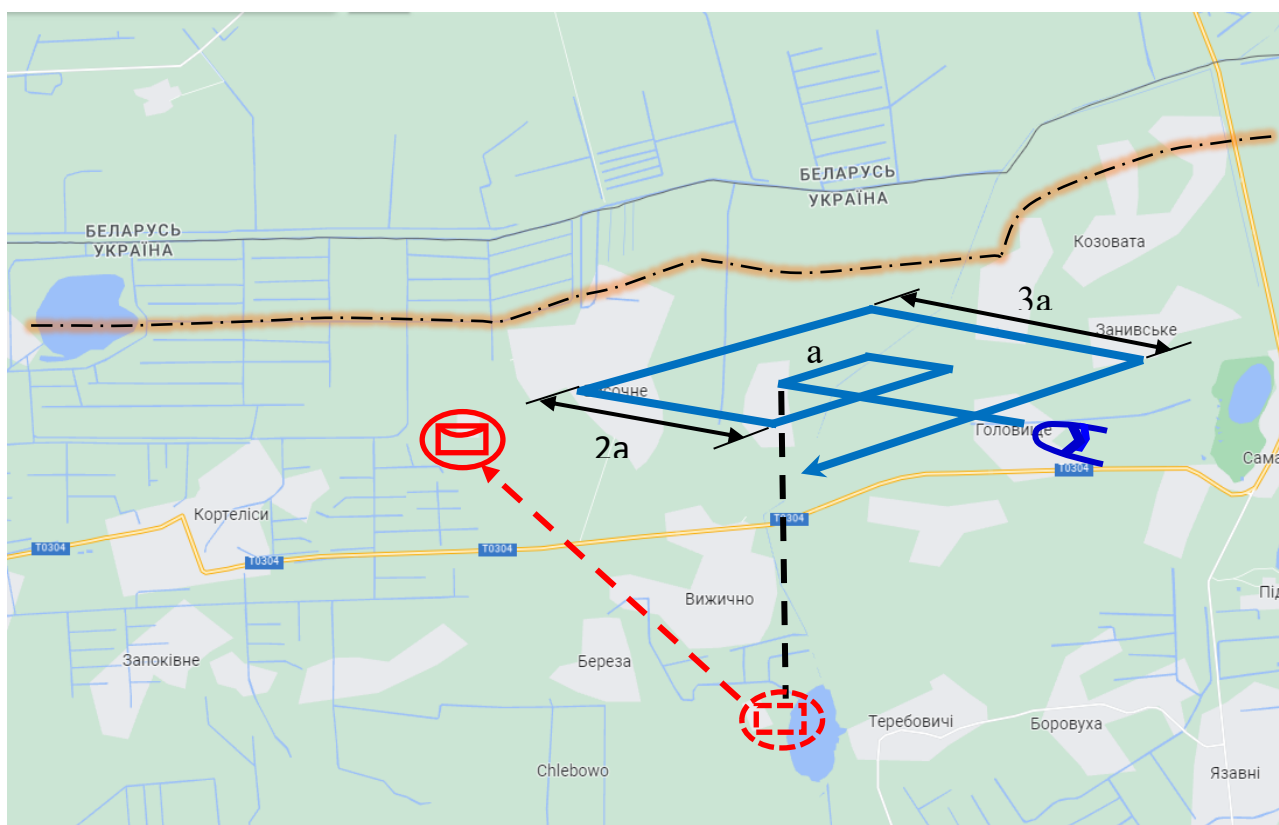 БЕЛАРУСЬ
УКРАЇНА
БЕЛАРУСЬ
УКРАЇНА
Козовата
3a
Занивське
a
2a
Головище
T0304
T0304
Кортеліси
T0304
T0304
T0304
Вижично
Запоківне
Береза
Теребовичі
Боровуха
Chlebowo
Язавні